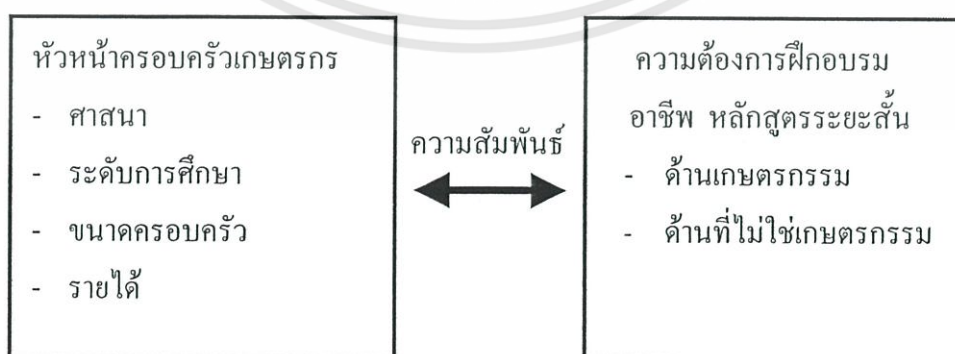 หัวหน้าครอบครัวเกษตรกร
- ศาสนา
- ระดับการศึกษา
- ขนาดครอบครัว
- รายได้
ความสัมพันธ์
ความต้องการฝึกอบรม
อาชีพ หลักสูตรระยะสั้น
- ด้านเกษตรกรรม
- ด้านที่ไม่ใช่เกษตรกรรม